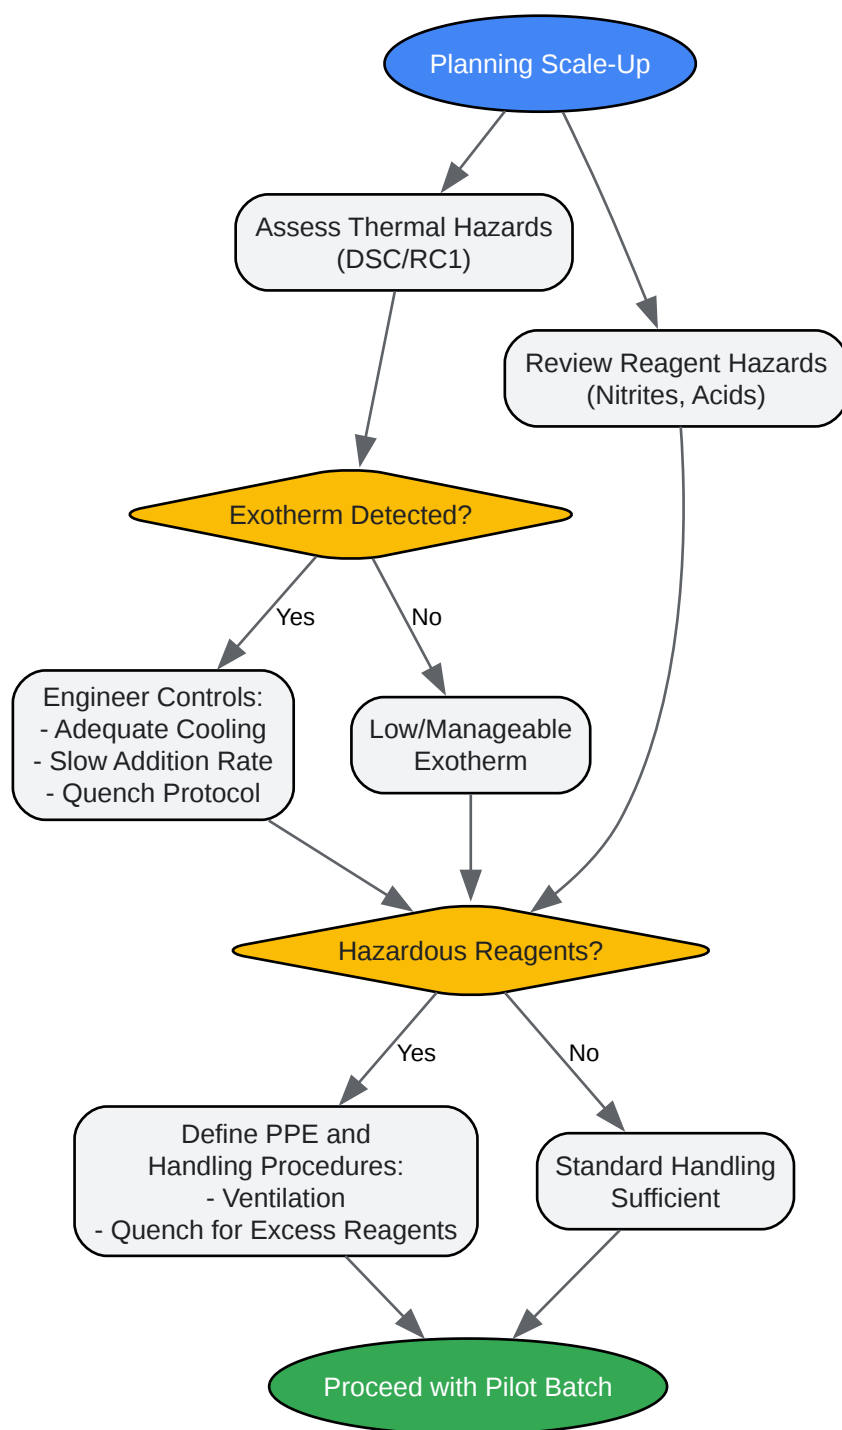 Planning Scale-Up
Assess Thermal Hazards
(DSC/RC1)
Review Reagent Hazards
(Nitrites, Acids)
Exotherm Detected?
Yes
No
Engineer Controls:
- Adequate Cooling
- Slow Addition Rate
- Quench Protocol
Low/Manageable
Exotherm
Hazardous Reagents?
Yes
No
Define PPE and
Handling Procedures:
- Ventilation
- Quench for Excess Reagents
Standard Handling
Sufficient
Proceed with Pilot Batch